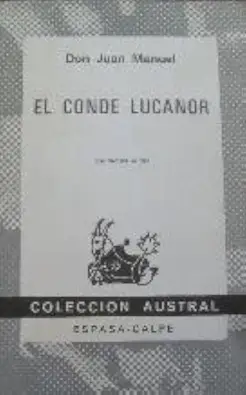 Don Juan Manuel
EL CONDE LUCANOR
COLECCION AUSTRAL
ESPASA-CALPE